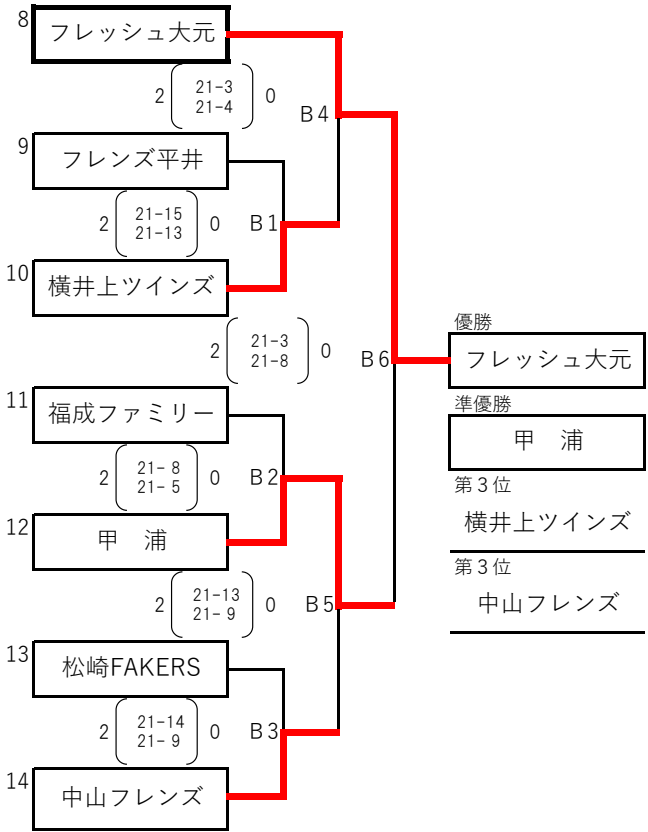 8 フレッシュ大元
2 21-3 0
21-4
B4
9 フレンズ平井
2 21-15 0 B1
21-13
10 横井上ツインズ
2 21-3 0 B6
21-8
優勝
フレッシュ大元
準優勝
甲 浦
第3位
横井上ツインズ
第3位
中山フレンズ
11 福成ファミリー
2 21- 8 0 B2
21- 5
12 甲 浦
2 21-13 0 B5
21- 9
13 松崎FAKERS
2 21-14 0 B3
21- 9
14 中山フレンズ